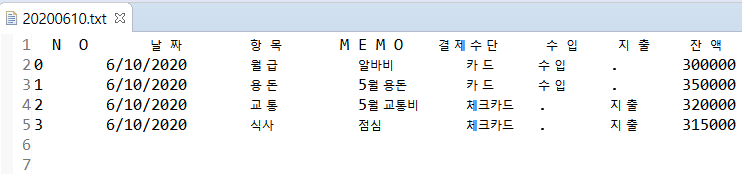 20200610.txt
1 N O 날 짜 항 목 M E M O 결 제 수 단 수 입 지 출 잔 액
2 0 6/10/2020 월 급 알바비 카 드 수 입 . 300000
3 1 6/10/2020 용 돈 5월 용돈 카 드 수 입 . 350000
4 2 6/10/2020 교 통 5월 교통비 체크카드 . 지 출 320000
5 3 6/10/2020 식사 점심 체크카드 . 지 출 315000
6
7